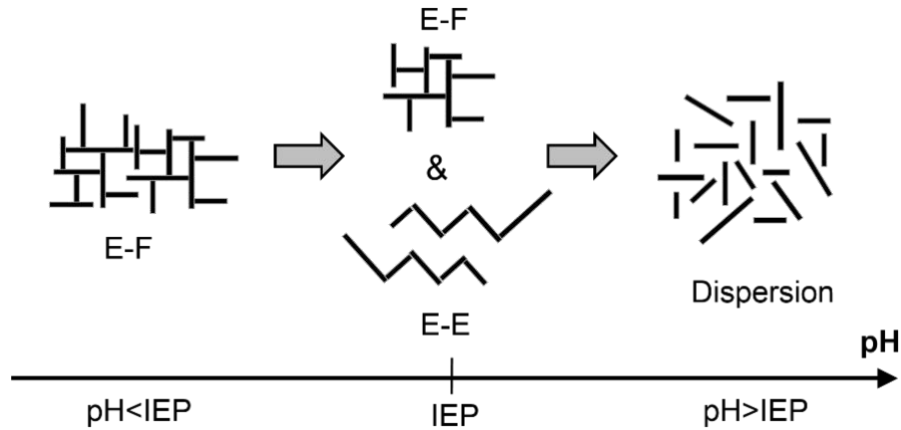 E-F
E-F
&
E-E
Dispersion
pH
pH<IEP
IEP
pH>IEP